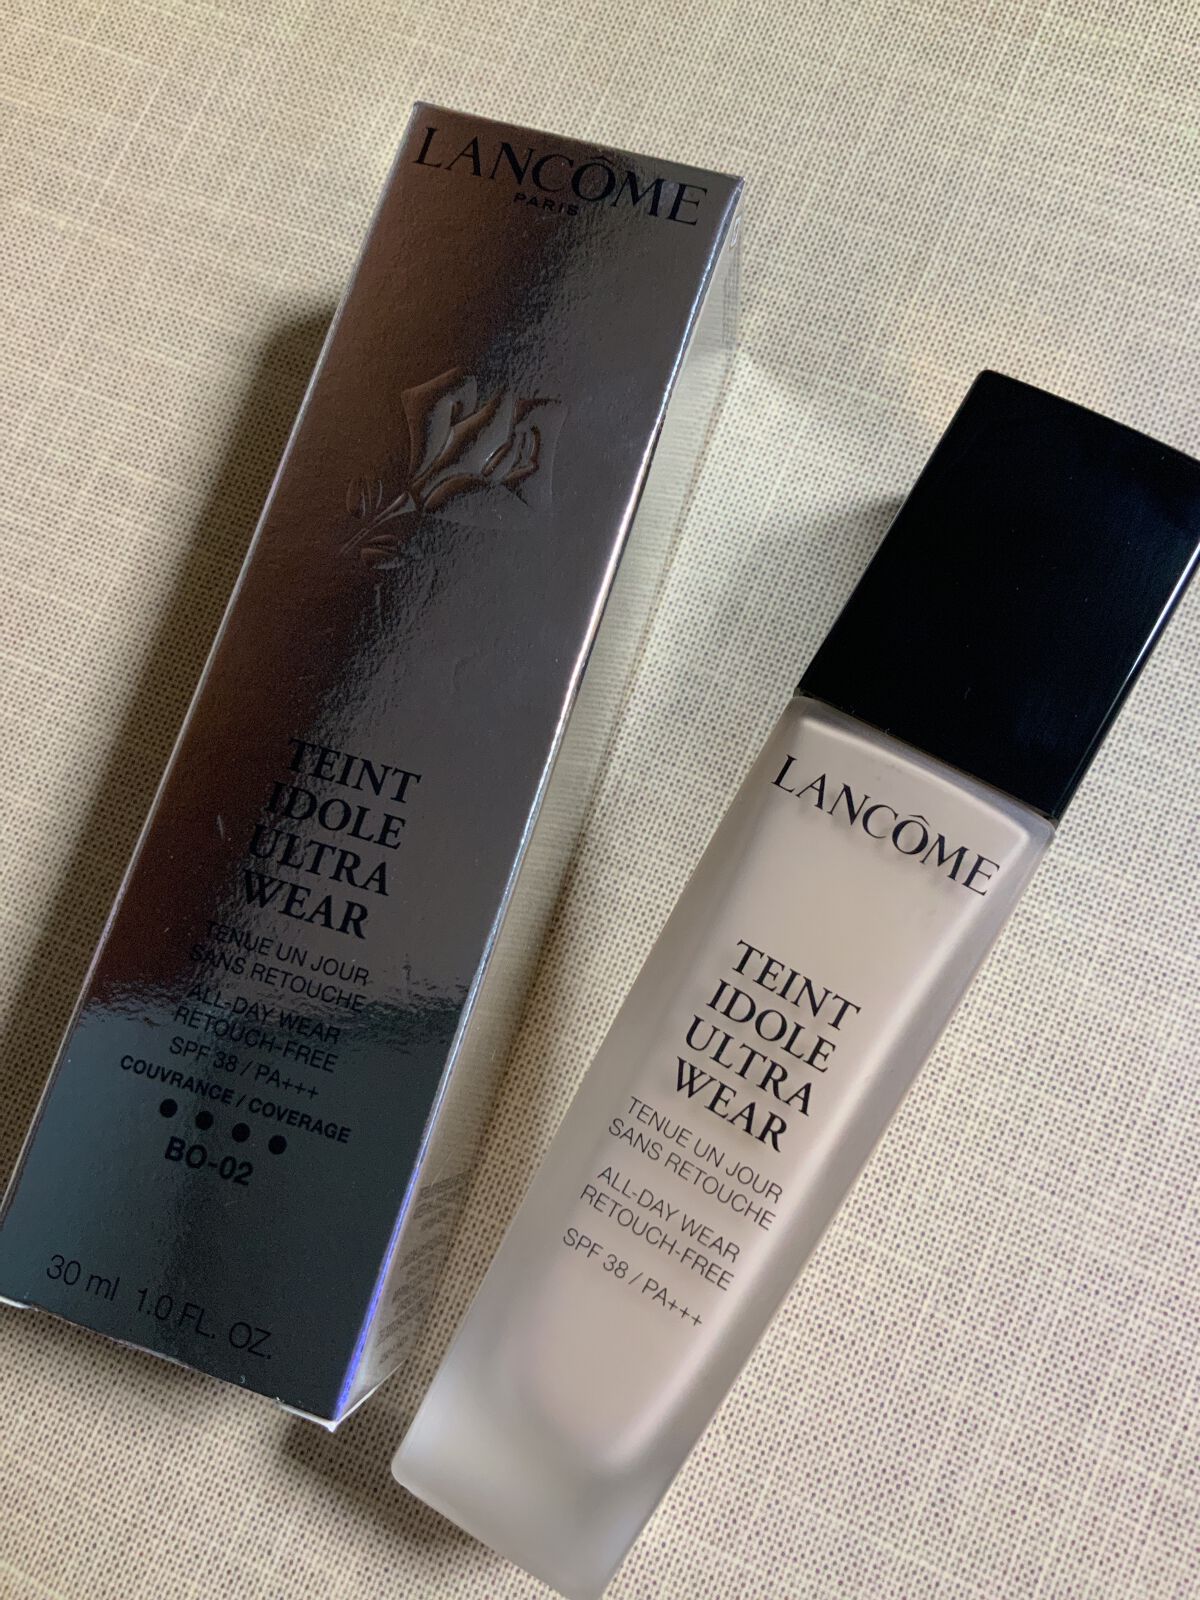 LANCÔME
PARIS
TEINT
IDOLE
ULTRA
WEAR
TENUE UN JOUR
SANS RETOUCHE
ALL-DAY WEAR
RETOUCH-FREE
SPF 38 / PA+++
COUVRANCE / COVERAGE
BO-02
30 ml 1.0 FL. OZ.
LANCÔME
TEINT
IDOLE
ULTRA
WEAR
TENUE UN JOUR
SANS RETOUCHE
ALL-DAY WEAR
RETOUCH-FREE
SPF 38 / PA+++